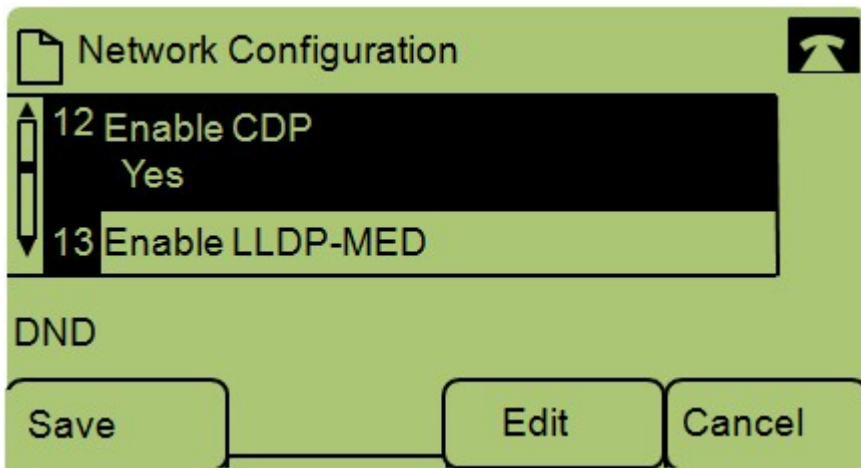 Network Configuration
12 Enable CDP
Yes
13 Enable LLDP-MED
DND
Save Edit Cancel